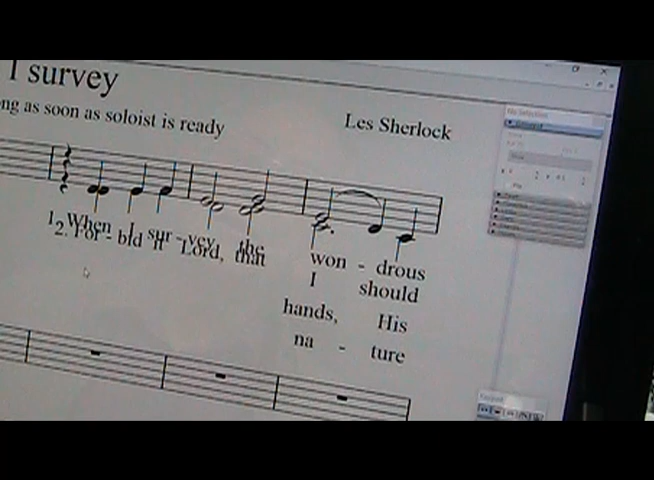 I survey
ng as soon as soloist is ready
Les Sherlock
1. When I sur - vey the won - drous
2. For - bid it Lord, that I should
hands, His
na - ture